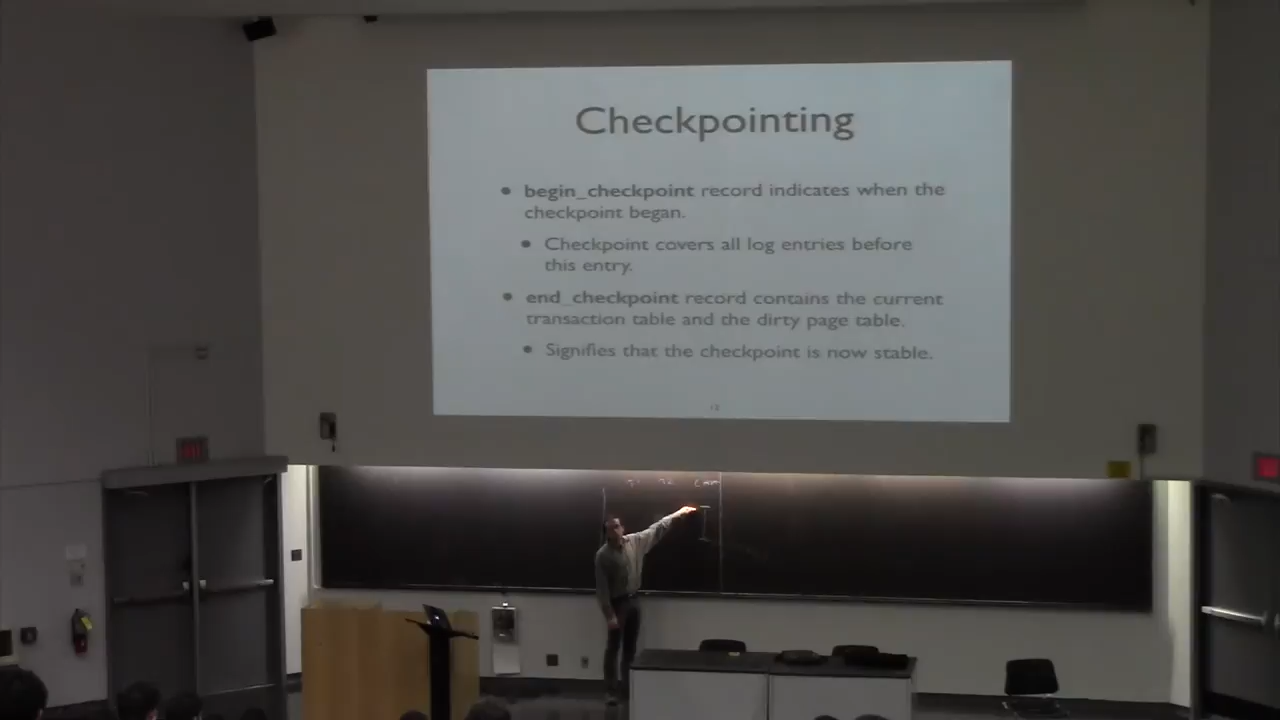 Checkpointing
• begin_checkpoint record indicates when the
checkpoint began.
• Checkpoint covers all log entries before
this entry.
• end_checkpoint record contains the current
transaction table and the dirty page table.
• Signifies that the checkpoint is now stable.